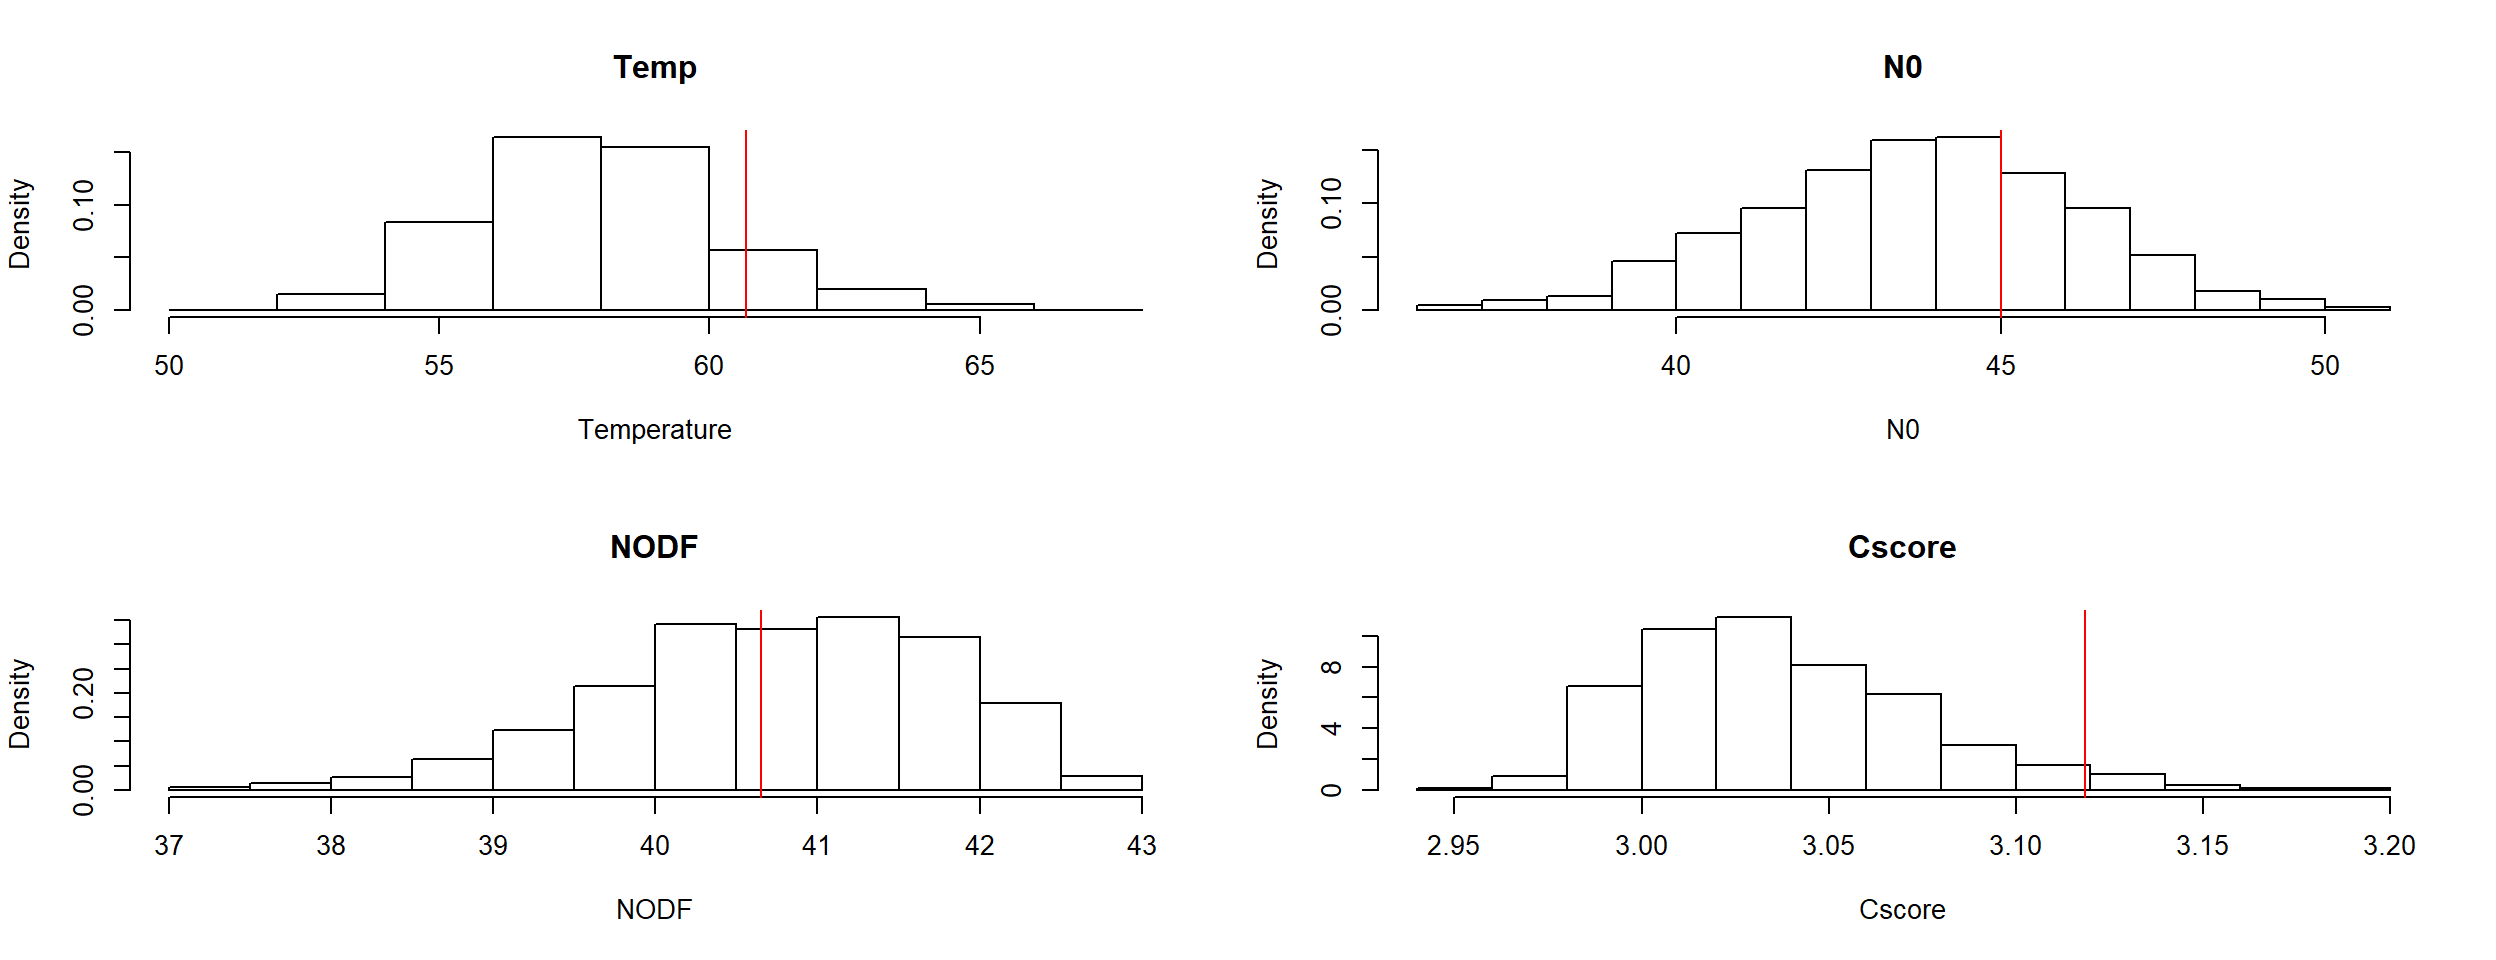 Temp
Density
0.00 0.10
50 55 60 65
Temperature
N0
Density
0.00 0.10
40 45 50
N0
NODF
Density
0.00 0.20
37 38 39 40 41 42 43
NODF
Cscore
Density
0 4 8
2.95 3.00 3.05 3.10 3.15 3.20
Cscore